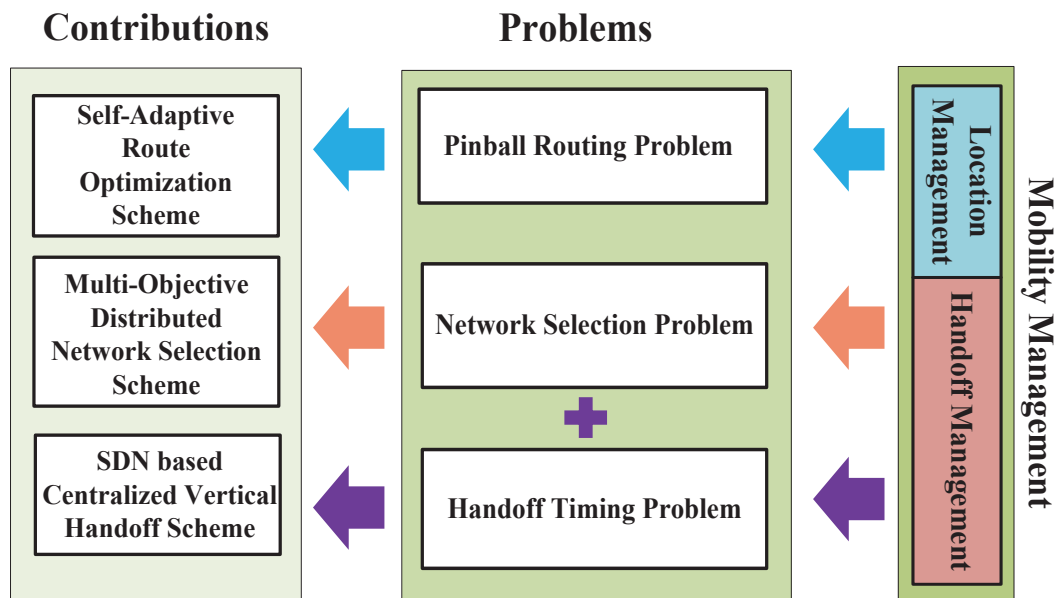 Contributions
Problems
Self-Adaptive
Route
Optimization
Scheme
Pinball Routing Problem
Location
Management
Multi-Objective
Distributed
Network Selection
Scheme
Network Selection Problem
Handoff Management
Mobility Management
SDN based
Centralized Vertical
Handoff Scheme
Handoff Timing Problem